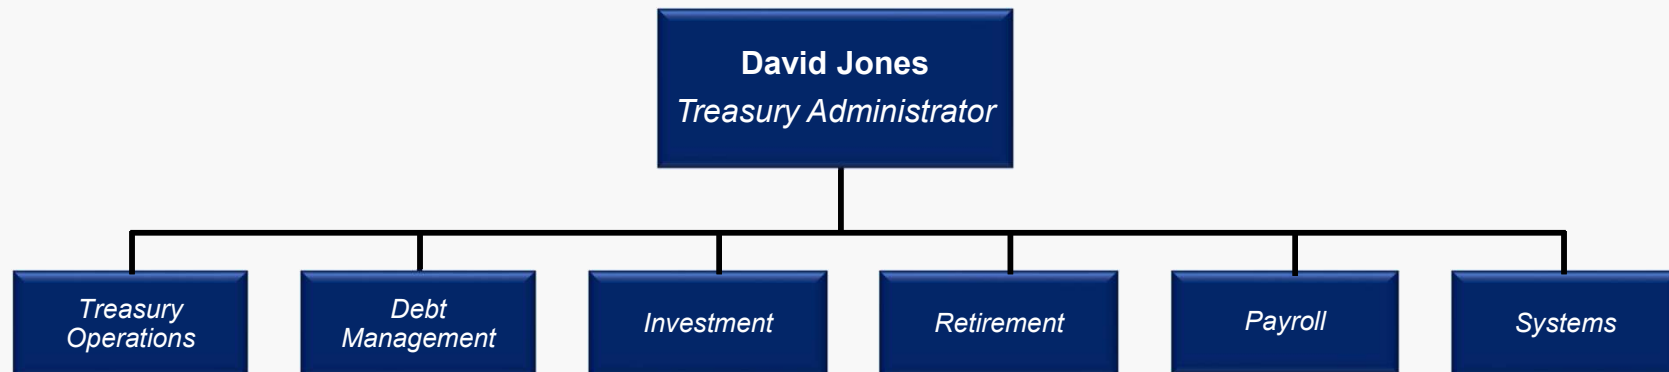 David Jones
Treasury Administrator
Treasury
Operations
Debt
Management
Investment
Retirement
Payroll
Systems